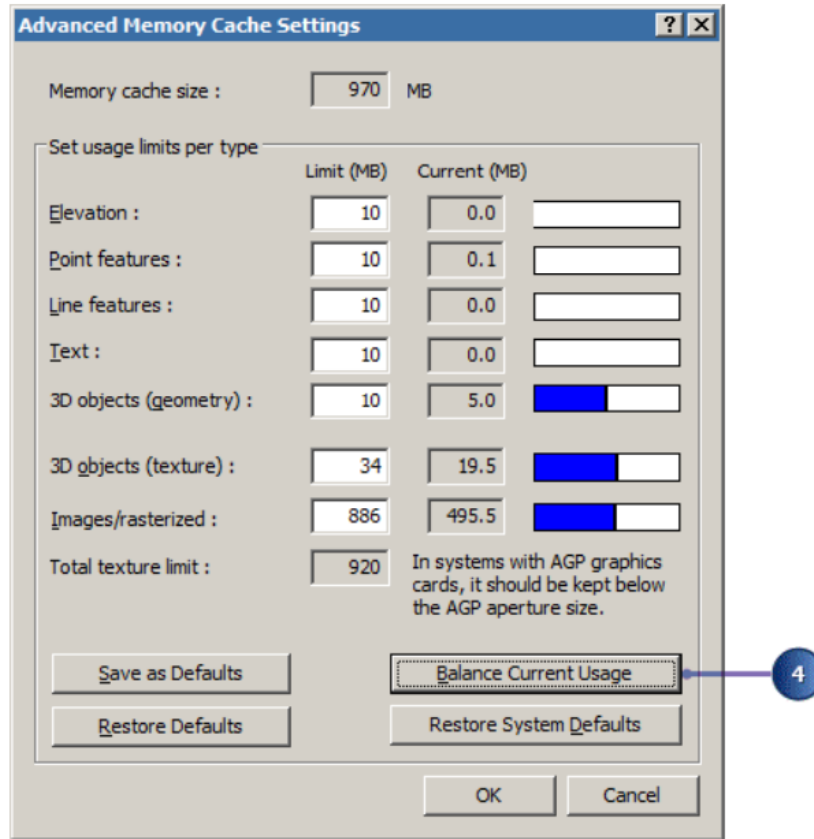 Advanced Memory Cache Settings
Memory cache size : 970 MB
Set usage limits per type
Limit (MB) Current (MB)
Elevation : 10 0.0
Point features : 10 0.1
Line features : 10 0.0
Text : 10 0.0
3D objects (geometry) : 10 5.0
3D objects (texture) : 34 19.5
Images/rasterized : 886 495.5
Total texture limit : 920 In systems with AGP graphics
cards, it should be kept below
the AGP aperture size.
Save as Defaults Balance Current Usage 4
Restore Defaults Restore System Defaults
OK Cancel